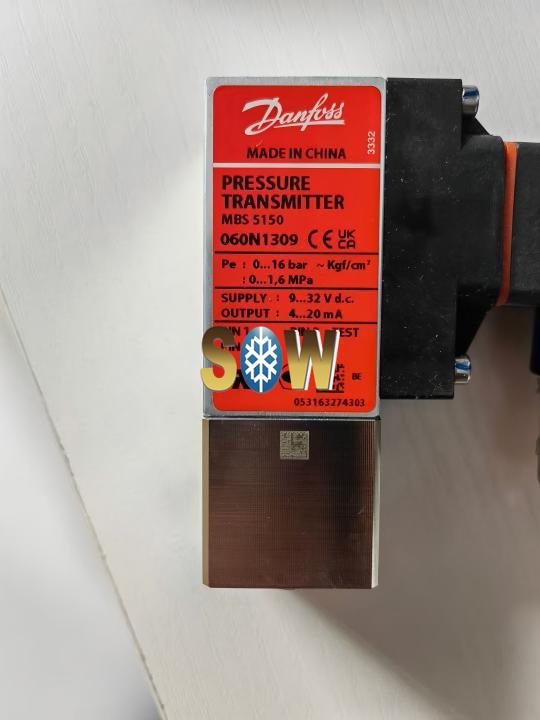 Danfoss
MADE IN CHINA
3332
PRESSURE
TRANSMITTER
MBS 5150
060N1309 CE UK CA
Pe : 0...16 bar ~ Kgf/cm²
: 0...1,6 MPa
SUPPLY : 9...32 V d.c.
OUTPUT : 4...20 mA
TEST
SOW
BE
053163274303